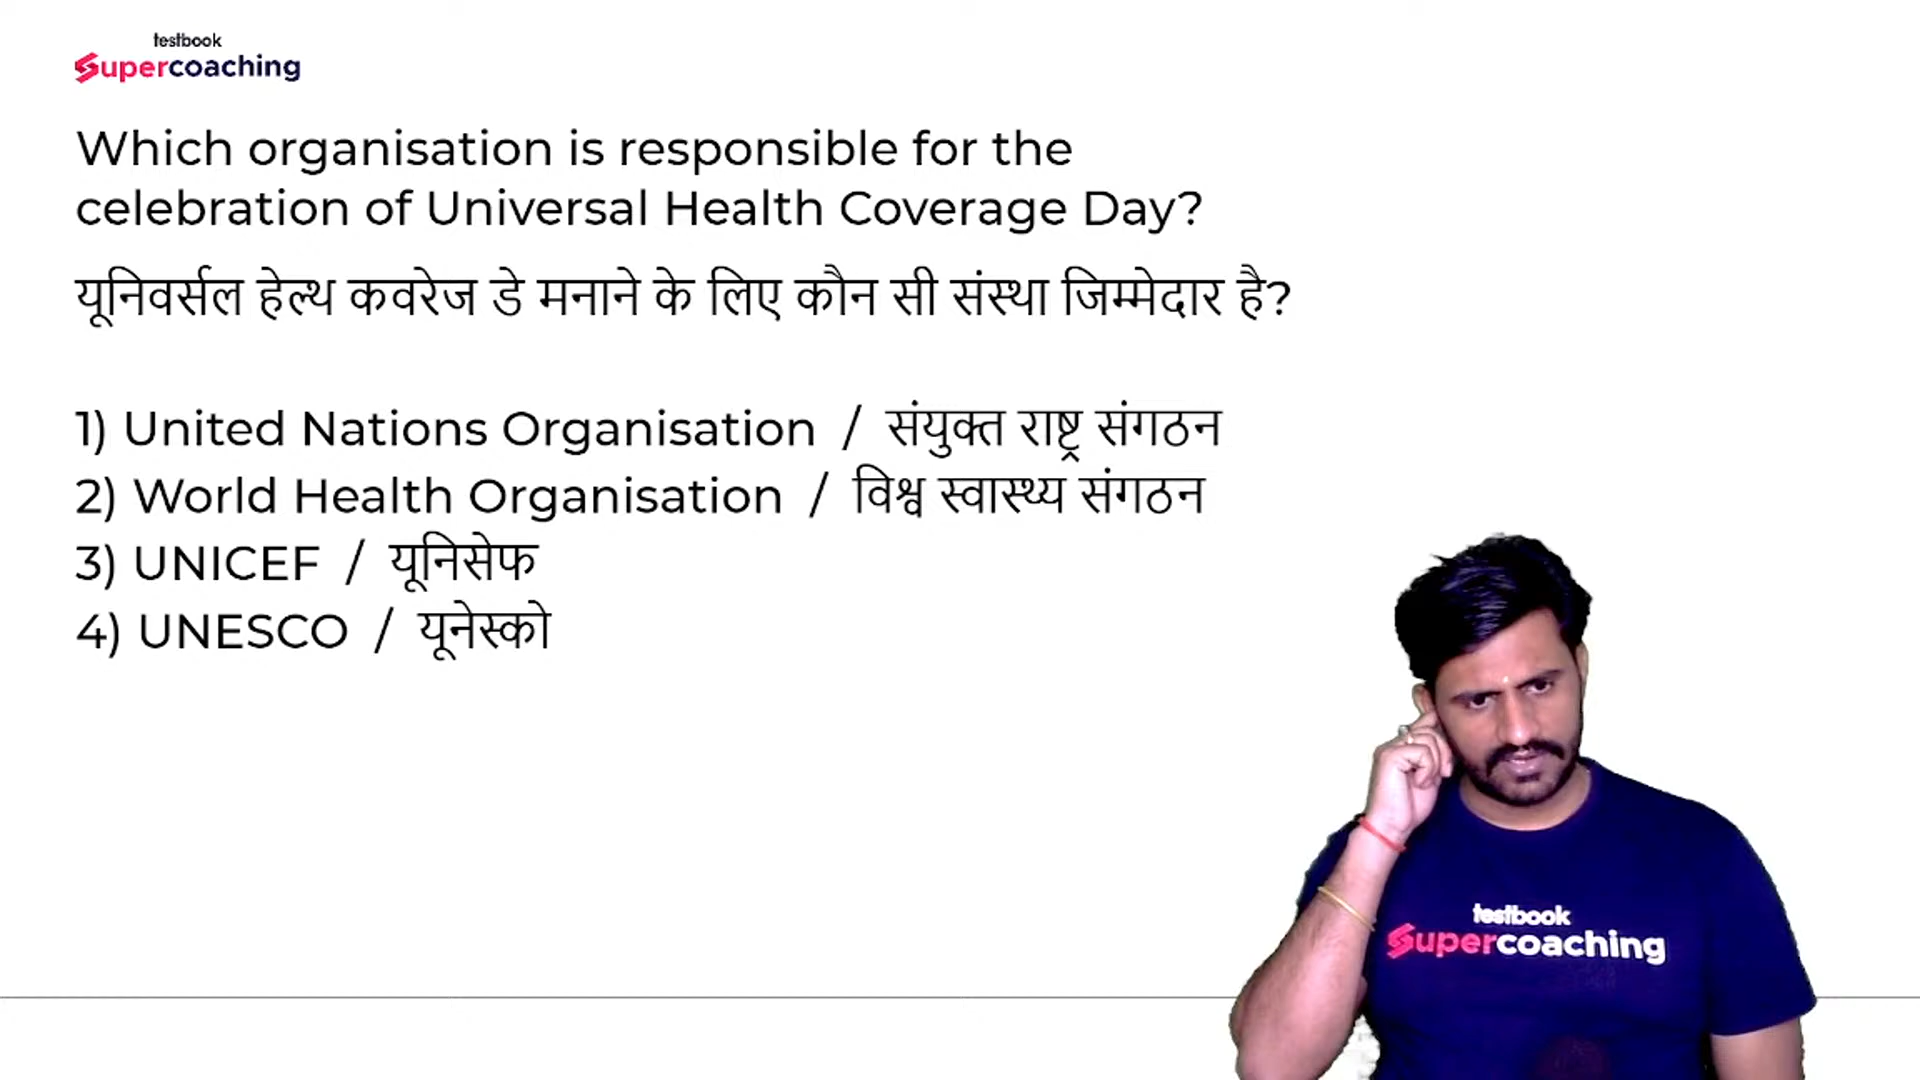 testbook
Supercoaching
Which organisation is responsible for the
celebration of Universal Health Coverage Day?
यूनिवर्सल हेल्थ कवरेज डे मनाने के लिए कौन सी संस्था जिम्मेदार है?
1) United Nations Organisation / संयुक्त राष्ट्र संगठन
2) World Health Organisation / विश्व स्वास्थ्य संगठन
3) UNICEF / यूनिसेफ
4) UNESCO / यूनेस्को
testbook
Supercoaching